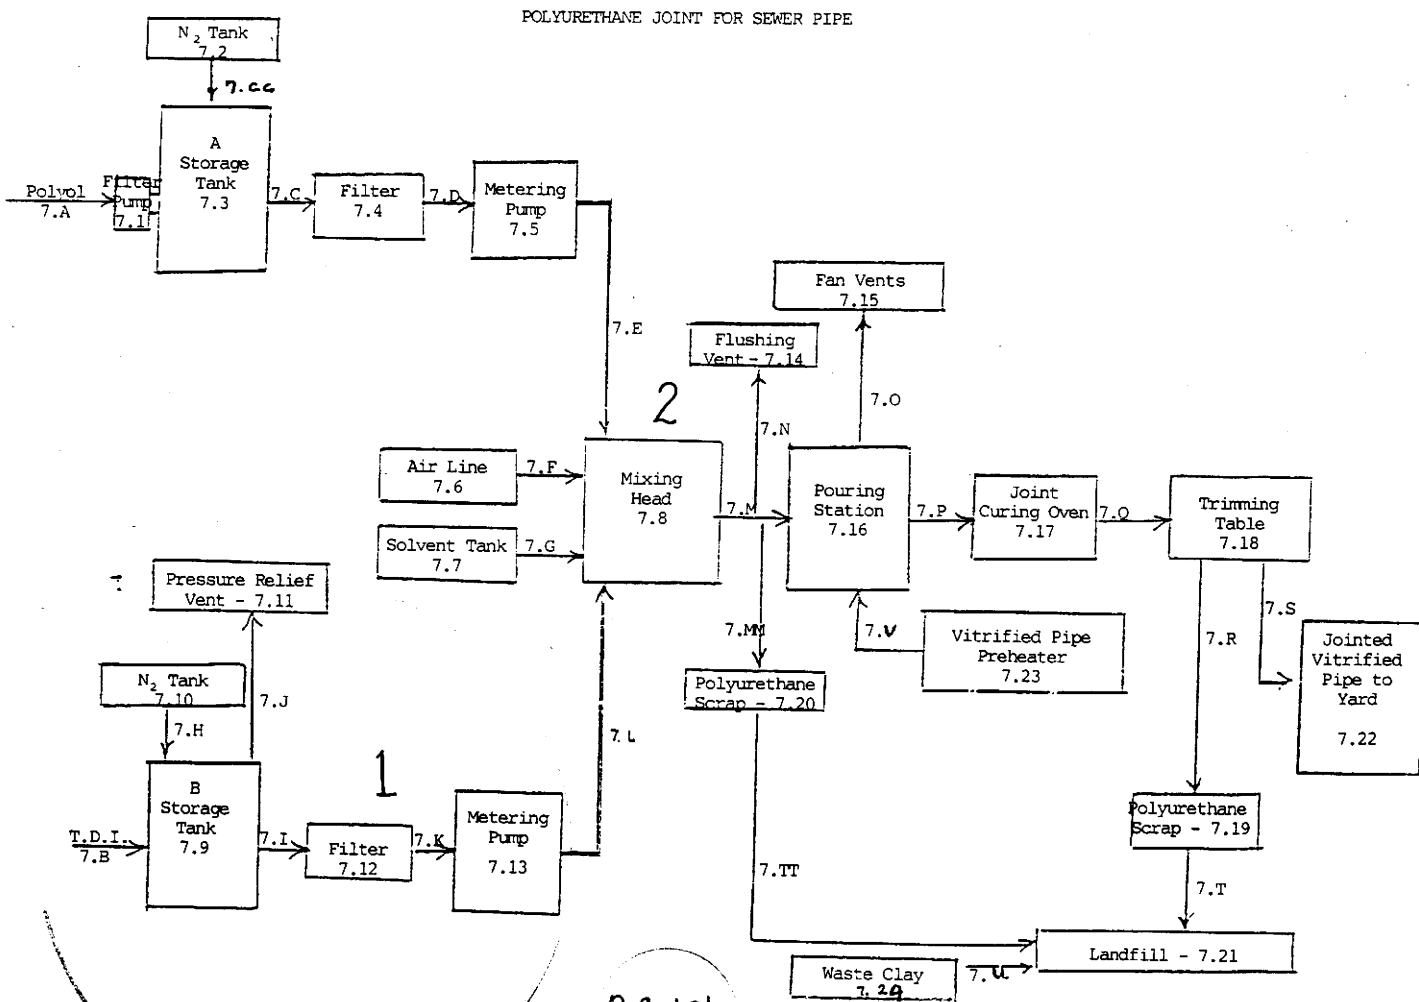 POLYURETHANE JOINT FOR SEWER PIPE
N2 Tank
7.2
7.CC
A
Storage
Tank
7.3
Polyol
7.A
Filter
Pump
7.1
7.C
Filter
7.4
7.D
Metering
Pump
7.5
7.E
Fan Vents
7.15
Flushing
Vent - 7.14
7.O
7.N
2
Air Line
7.6
7.F
Mixing
Head
7.8
Solvent Tank
7.7
7.G
7.M
Pouring
Station
7.16
7.P
Joint
Curing Oven
7.17
7.Q
Trimming
Table
7.18
Pressure Relief
Vent - 7.11
7.MM
7.V
Vitrified Pipe
Preheater
7.23
7.R
7.S
Jointed
Vitrified
Pipe to
Yard
7.22
N2 Tank
7.10
7.H
7.J
7.L
Polyurethane
Scrap - 7.20
1
B
Storage
Tank
7.9
T.D.I.
7.B
7.I
Filter
7.12
7.K
Metering
Pump
7.13
Polyurethane
Scrap - 7.19
7.TT
7.T
Landfill - 7.21
Waste Clay
7.24
7.U